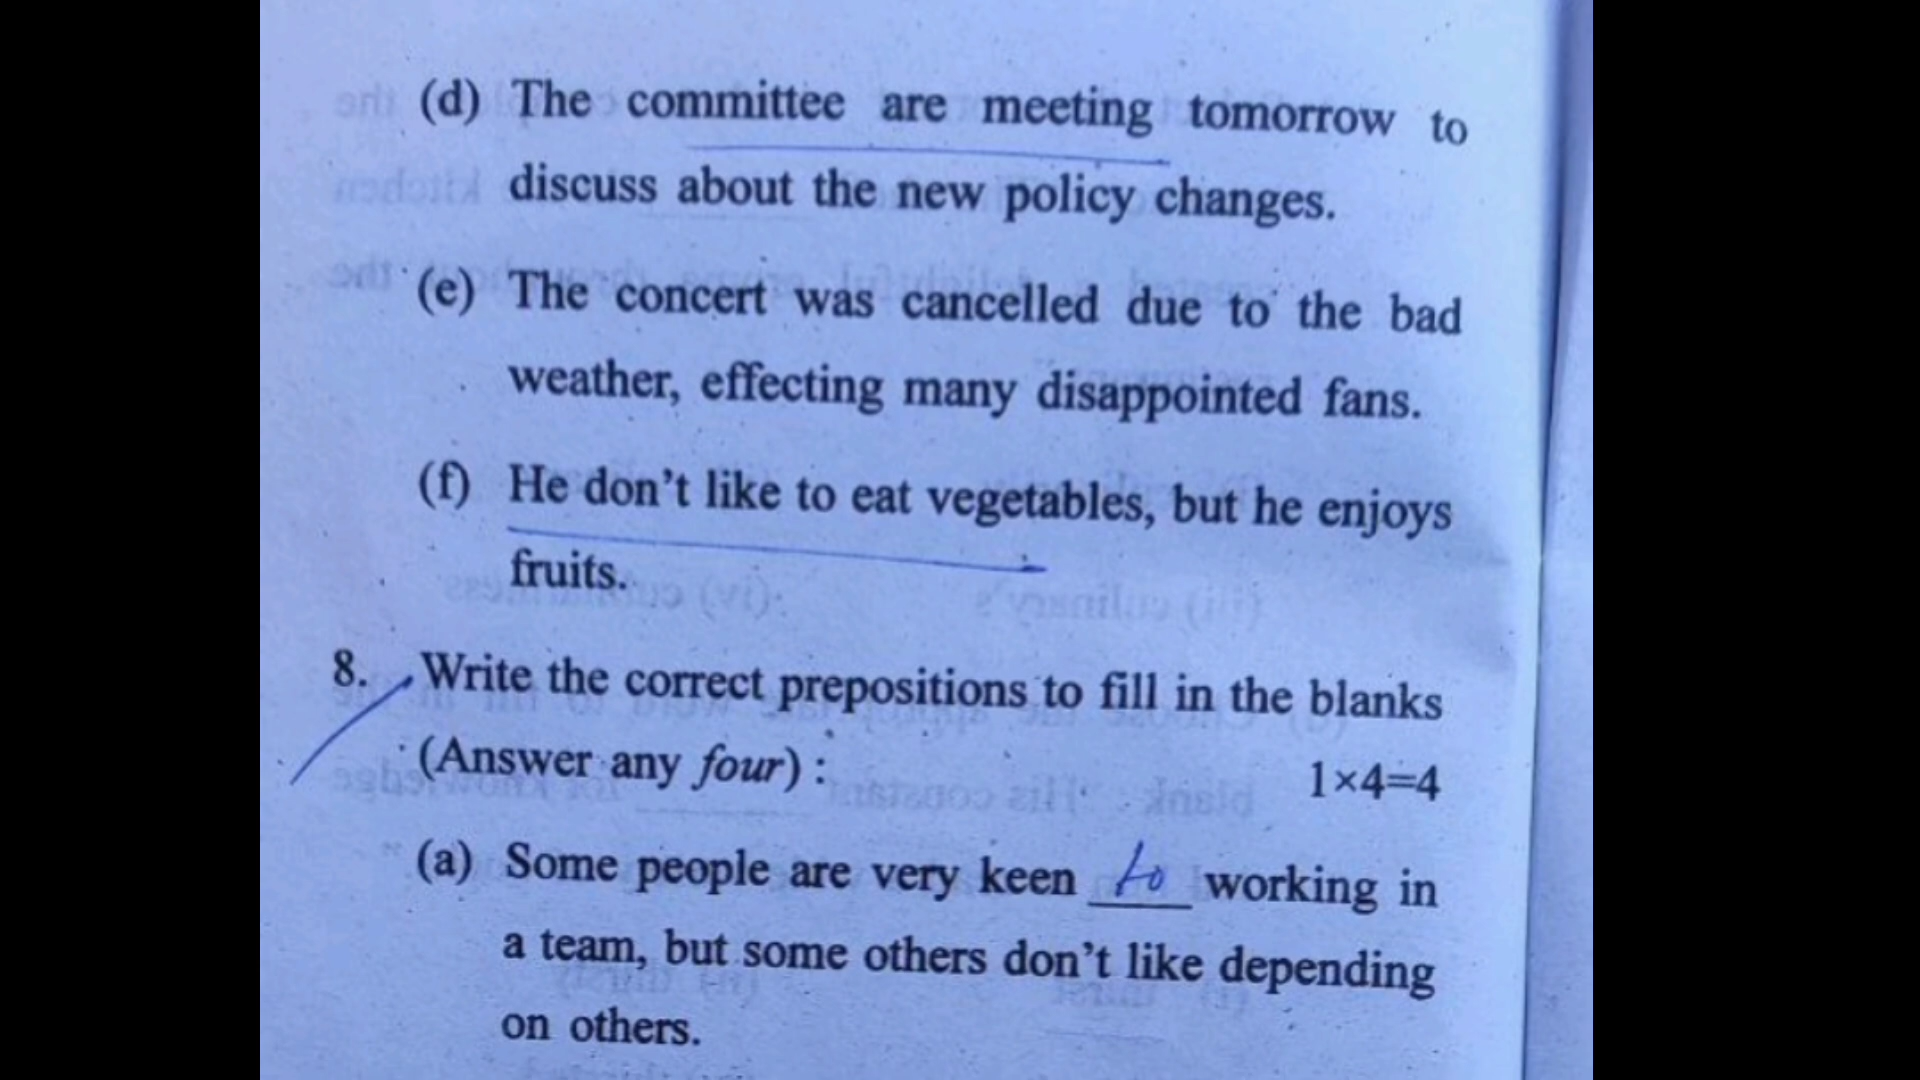 (d) The committee are meeting tomorrow to
discuss about the new policy changes.
(e) The concert was cancelled due to the bad
weather, effecting many disappointed fans.
(f) He don't like to eat vegetables, but he enjoys
fruits.
8. Write the correct prepositions to fill in the blanks
(Answer any four) : 1×4=4
(a) Some people are very keen to working in
a team, but some others don't like depending
on others.